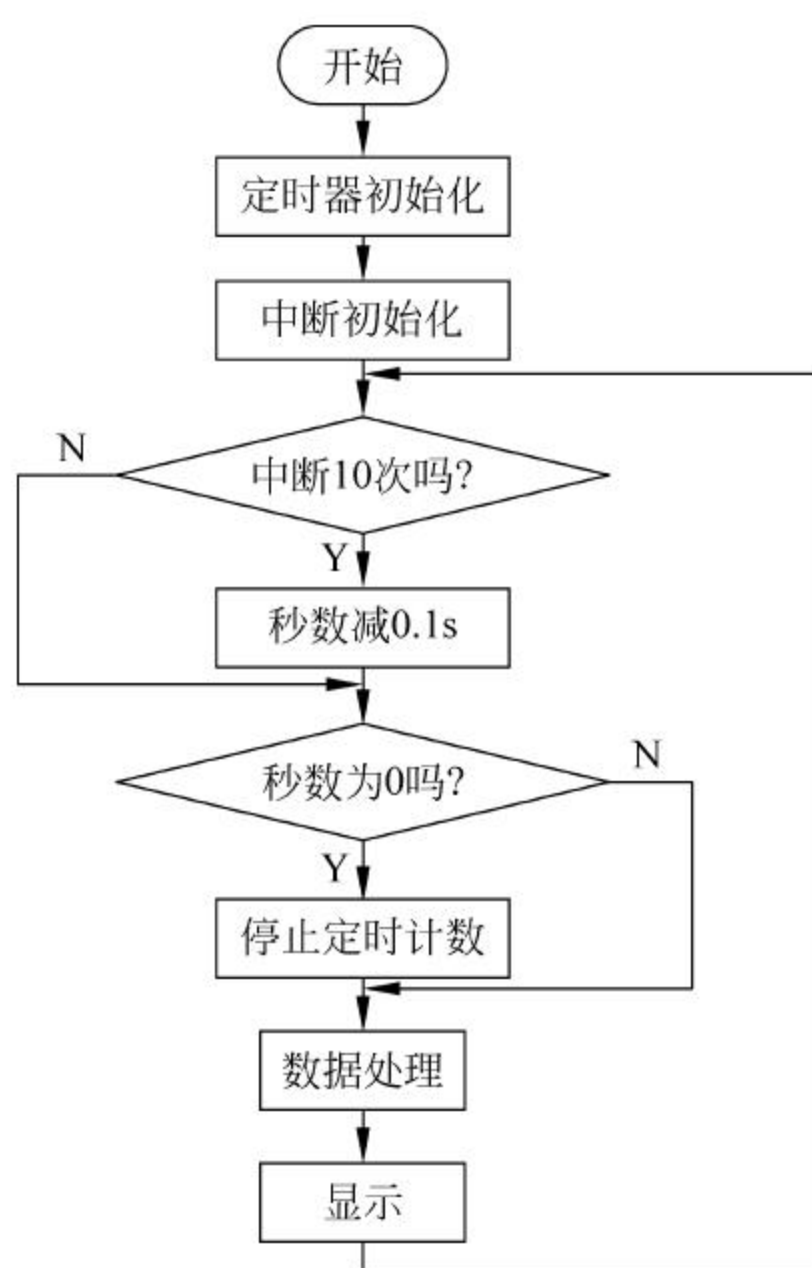 开始
定时器初始化
中断初始化
N
中断10次吗?
Y
秒数减0.1s
N
秒数为0吗?
Y
停止定时计数
数据处理
显示